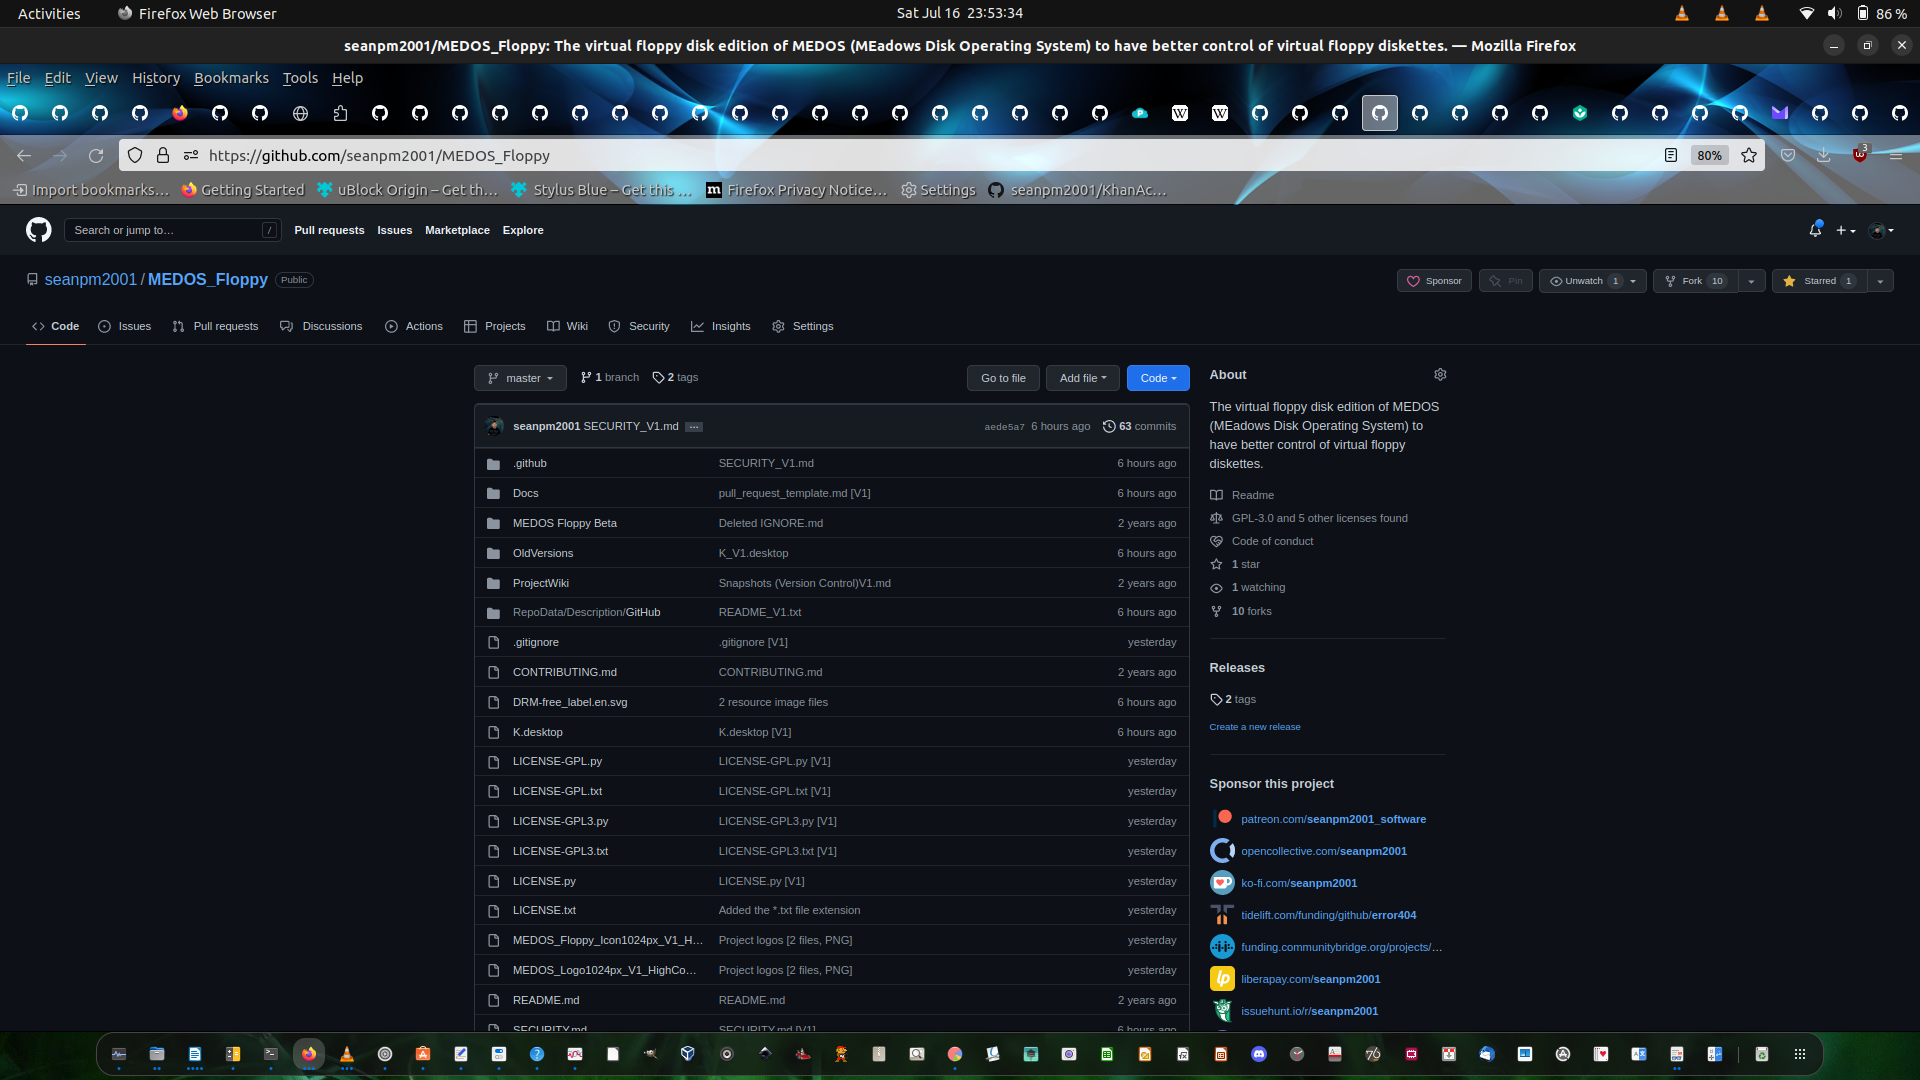 Activities
Firefox Web Browser
Sat Jul 16 23:53:34
86 %
seanpm2001/MEDOS_Floppy: The virtual floppy disk edition of MEDOS (MEadows Disk Operating System) to have better control of virtual floppy diskettes. — Mozilla Firefox
File Edit View History Bookmarks Tools Help
https://github.com/seanpm2001/MEDOS_Floppy
80%
3
Import bookmarks…
Getting Started
uBlock Origin – Get th…
Stylus Blue – Get this …
Firefox Privacy Notice…
Settings
seanpm2001/KhanAc…
Search or jump to…
/
Pull requests Issues Marketplace Explore
seanpm2001 / MEDOS_Floppy Public
Sponsor
Pin
Unwatch 1
Fork 10
Starred 1
Code
Issues
Pull requests
Discussions
Actions
Projects
Wiki
Security
Insights
Settings
master
1 branch
2 tags
Go to file
Add file
Code
seanpm2001 SECURITY_V1.md ... aede5a7 6 hours ago 63 commits
.github SECURITY_V1.md 6 hours ago
Docs pull_request_template.md [V1] 6 hours ago
MEDOS Floppy Beta Deleted IGNORE.md 2 years ago
OldVersions K_V1.desktop 6 hours ago
ProjectWiki Snapshots (Version Control)V1.md 2 years ago
RepoData/Description/GitHub README_V1.txt 6 hours ago
.gitignore .gitignore [V1] yesterday
CONTRIBUTING.md CONTRIBUTING.md 2 years ago
DRM-free_label.en.svg 2 resource image files 6 hours ago
K.desktop K.desktop [V1] 6 hours ago
LICENSE-GPL.py LICENSE-GPL.py [V1] yesterday
LICENSE-GPL.txt LICENSE-GPL.txt [V1] yesterday
LICENSE-GPL3.py LICENSE-GPL3.py [V1] yesterday
LICENSE-GPL3.txt LICENSE-GPL3.txt [V1] yesterday
LICENSE.py LICENSE.py [V1] yesterday
LICENSE.txt Added the *.txt file extension yesterday
MEDOS_Floppy_Icon1024px_V1_H… Project logos [2 files, PNG] yesterday
MEDOS_Logo1024px_V1_HighCo… Project logos [2 files, PNG] yesterday
README.md README.md 2 years ago
SECURITY.md SECURITY.md [V1] 6 hours ago
About
The virtual floppy disk edition of MEDOS
(MEadows Disk Operating System) to
have better control of virtual floppy
diskettes.
Readme
GPL-3.0 and 5 other licenses found
Code of conduct
1 star
1 watching
10 forks
Releases
2 tags
Create a new release
Sponsor this project
patreon.com/seanpm2001_software
opencollective.com/seanpm2001
ko-fi.com/seanpm2001
tidelift.com/funding/github/error404
funding.communitybridge.org/projects/…
liberapay.com/seanpm2001
issuehunt.io/r/seanpm2001